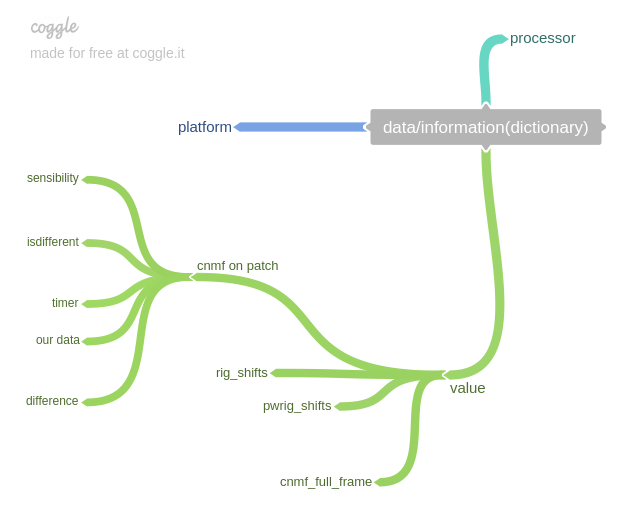 coggle
made for free at coggle.it
processor
data/information(dictionary)
platform
sensibility
isdifferent
cnmf on patch
timer
our data
rig_shifts
value
difference
pwrig_shifts
cnmf_full_frame